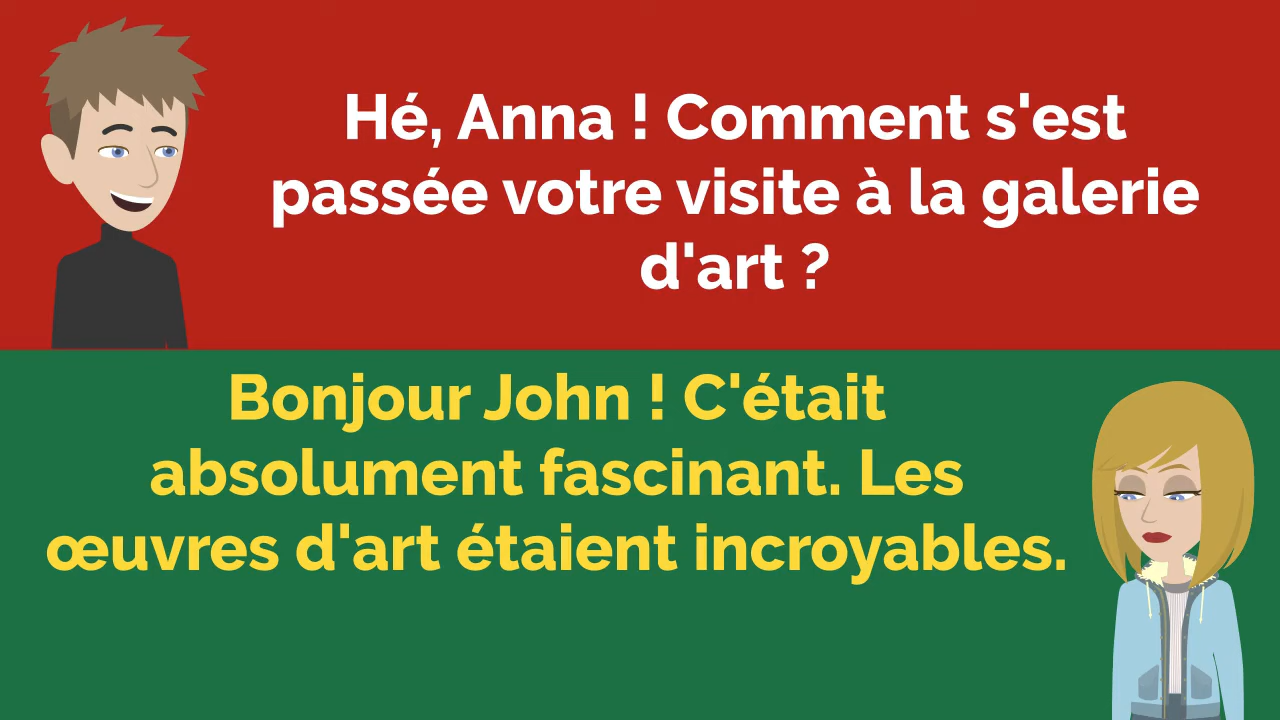 Hé, Anna ! Comment s'est
passée votre visite à la galerie
d'art ?
Bonjour John ! C'était
absolument fascinant. Les
œuvres d'art étaient incroyables.